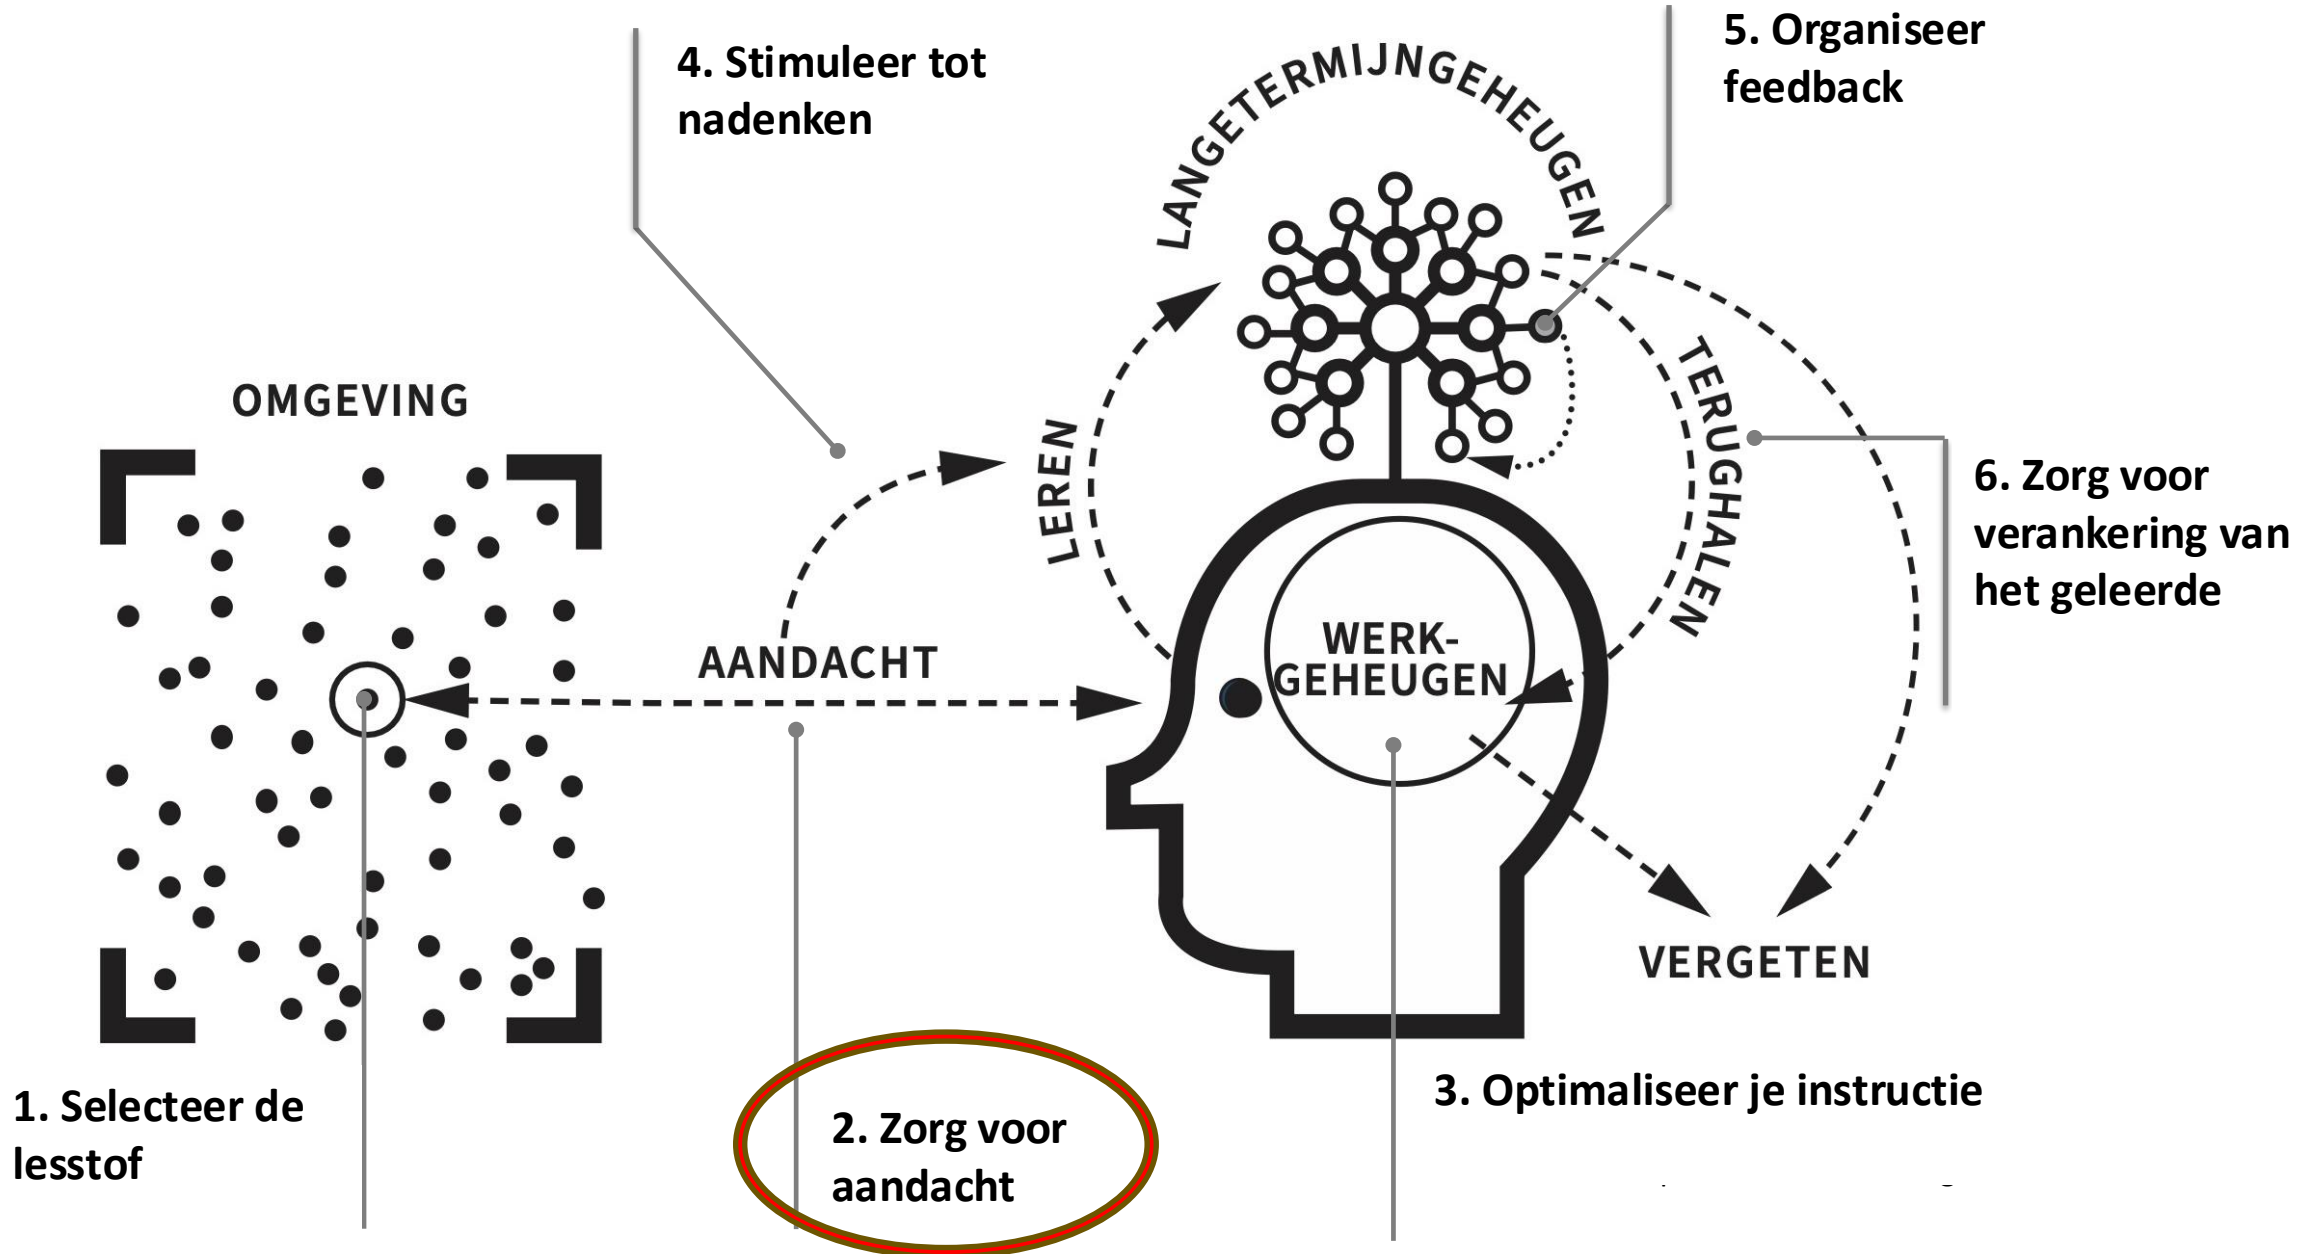 4. Stimuleer tot
nadenken
5. Organiseer
feedback
LANGETERMIJNGEHEUGEN
OMGEVING
LEREN
TERUGHALEN
6. Zorg voor
verankering van
het geleerde
AANDACHT
WERK-
GEHEUGEN
VERGETEN
1. Selecteer de
lesstof
2. Zorg voor
aandacht
3. Optimaliseer je instructie